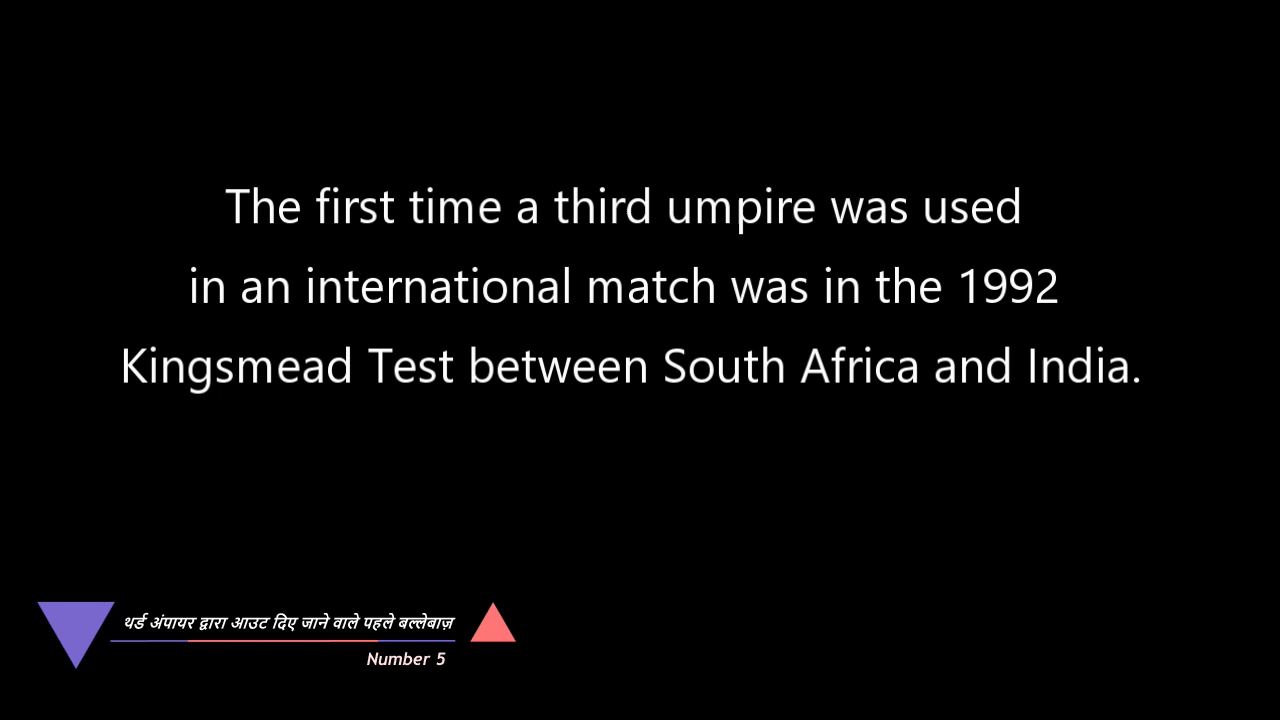 The first time a third umpire was used
in an international match was in the 1992
Kingsmead Test between South Africa and India.
थर्ड अंपायर द्वारा आउट दिए जाने वाले पहले बल्लेबाज़
Number 5